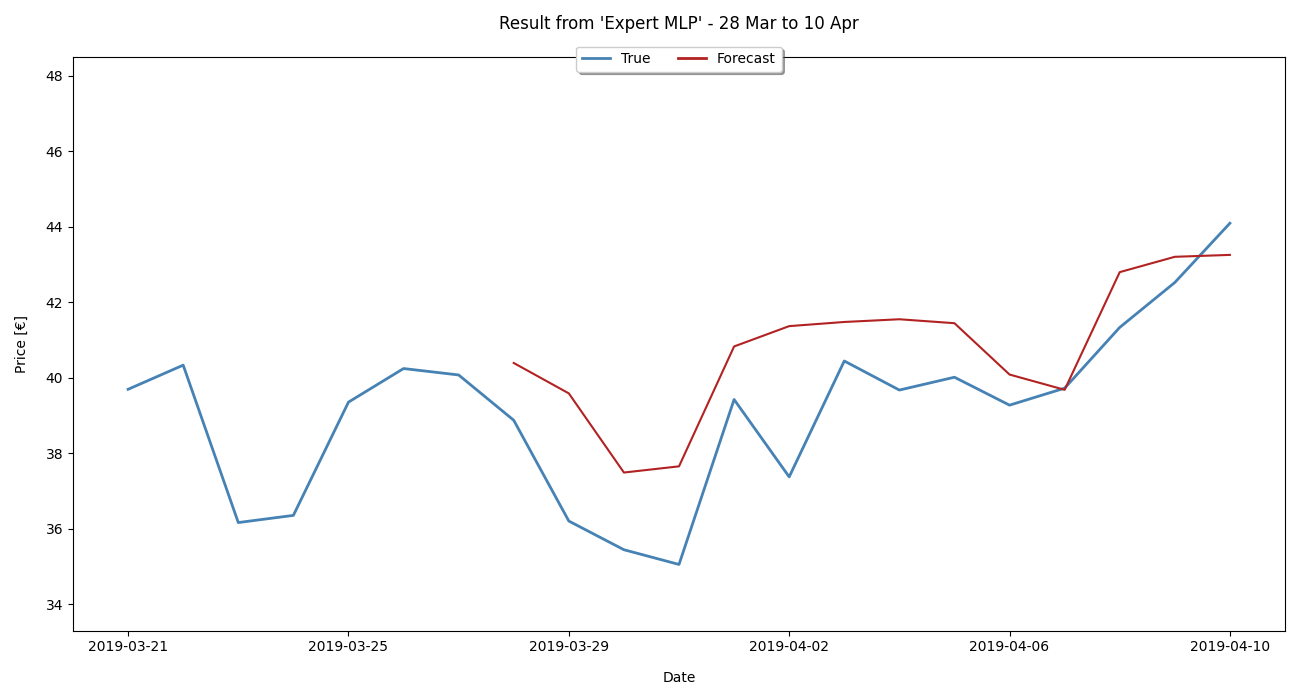 Result from 'Expert MLP' - 28 Mar to 10 Apr
True Forecast
48
46
44
42
40
38
36
34
Price [€]
2019-03-21 2019-03-25 2019-03-29 2019-04-02 2019-04-06 2019-04-10
Date